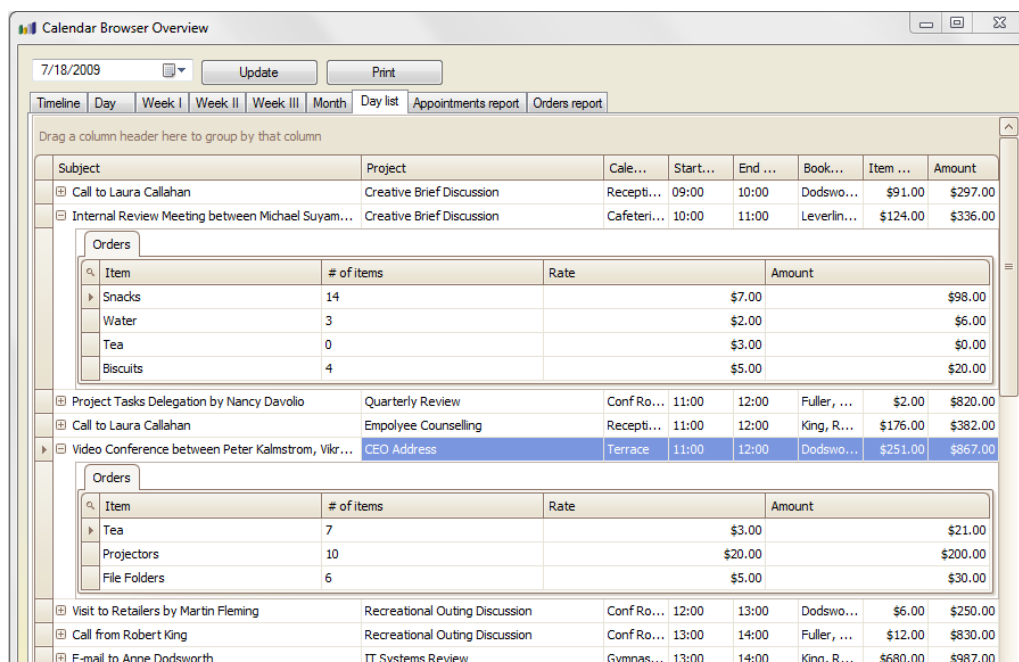 Calendar Browser Overview
7/18/2009 Update Print
Timeline Day Week I Week II Week III Month Day list Appointments report Orders report
Drag a column header here to group by that column
Subject Project Cale... Start... End ... Book... Item ... Amount
Call to Laura Callahan Creative Brief Discussion Recepti... 09:00 10:00 Dodswo... $91.00 $297.00
Internal Review Meeting between Michael Suyam... Creative Brief Discussion Cafeteri... 10:00 11:00 Leverlin... $124.00 $336.00
Orders
Item # of items Rate Amount
Snacks 14 $7.00 $98.00
Water 3 $2.00 $6.00
Tea 0 $3.00 $0.00
Biscuits 4 $5.00 $20.00
Project Tasks Delegation by Nancy Davolio Quarterly Review Conf Ro... 11:00 12:00 Fuller, ... $2.00 $820.00
Call to Laura Callahan Empolyee Counselling Recepti... 11:00 12:00 King, R... $176.00 $382.00
Video Conference between Peter Kalmstrom, Vikr... CEO Address Terrace 11:00 12:00 Dodswo... $251.00 $867.00
Orders
Item # of items Rate Amount
Tea 7 $3.00 $21.00
Projectors 10 $20.00 $200.00
File Folders 6 $5.00 $30.00
Visit to Retailers by Martin Fleming Recreational Outing Discussion Conf Ro... 12:00 13:00 Dodswo... $6.00 $250.00
Call from Robert King Recreational Outing Discussion Conf Ro... 13:00 14:00 Fuller, ... $12.00 $830.00
E-mail to Anne Dodsworth IT Systems Review Gymnas... 13:00 14:00 King, R... $680.00 $987.00